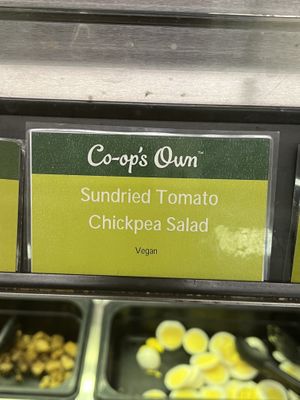 Co-op's Own™
Sundried Tomato
Chickpea Salad
Vegan